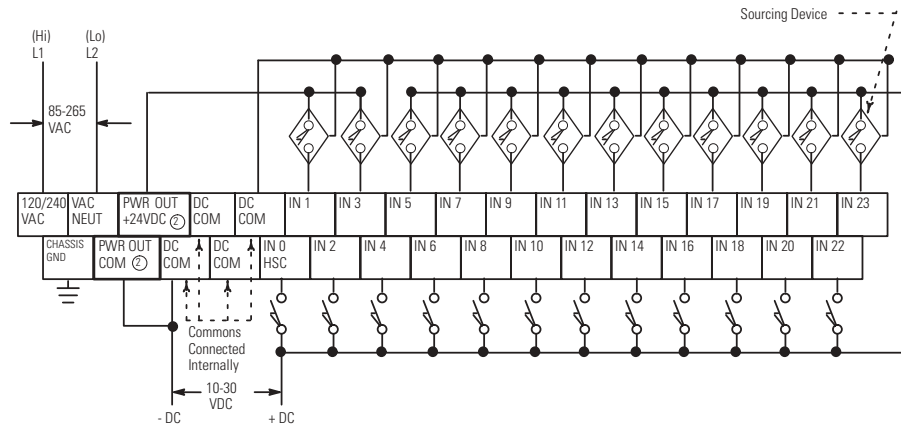 Sourcing Device
(Hi)
L1
(Lo)
L2
85-265
VAC
120/240
VAC
VAC
NEUT
PWR OUT
+24VDC ②
DC
COM
DC
COM
IN 1
IN 3
IN 5
IN 7
IN 9
IN 11
IN 13
IN 15
IN 17
IN 19
IN 21
IN 23
CHASSIS
GND
PWR OUT
COM ②
DC
COM
DC
COM
IN 0
HSC
IN 2
IN 4
IN 6
IN 8
IN 10
IN 12
IN 14
IN 16
IN 18
IN 20
IN 22
Commons
Connected
Internally
10-30
VDC
- DC
+ DC